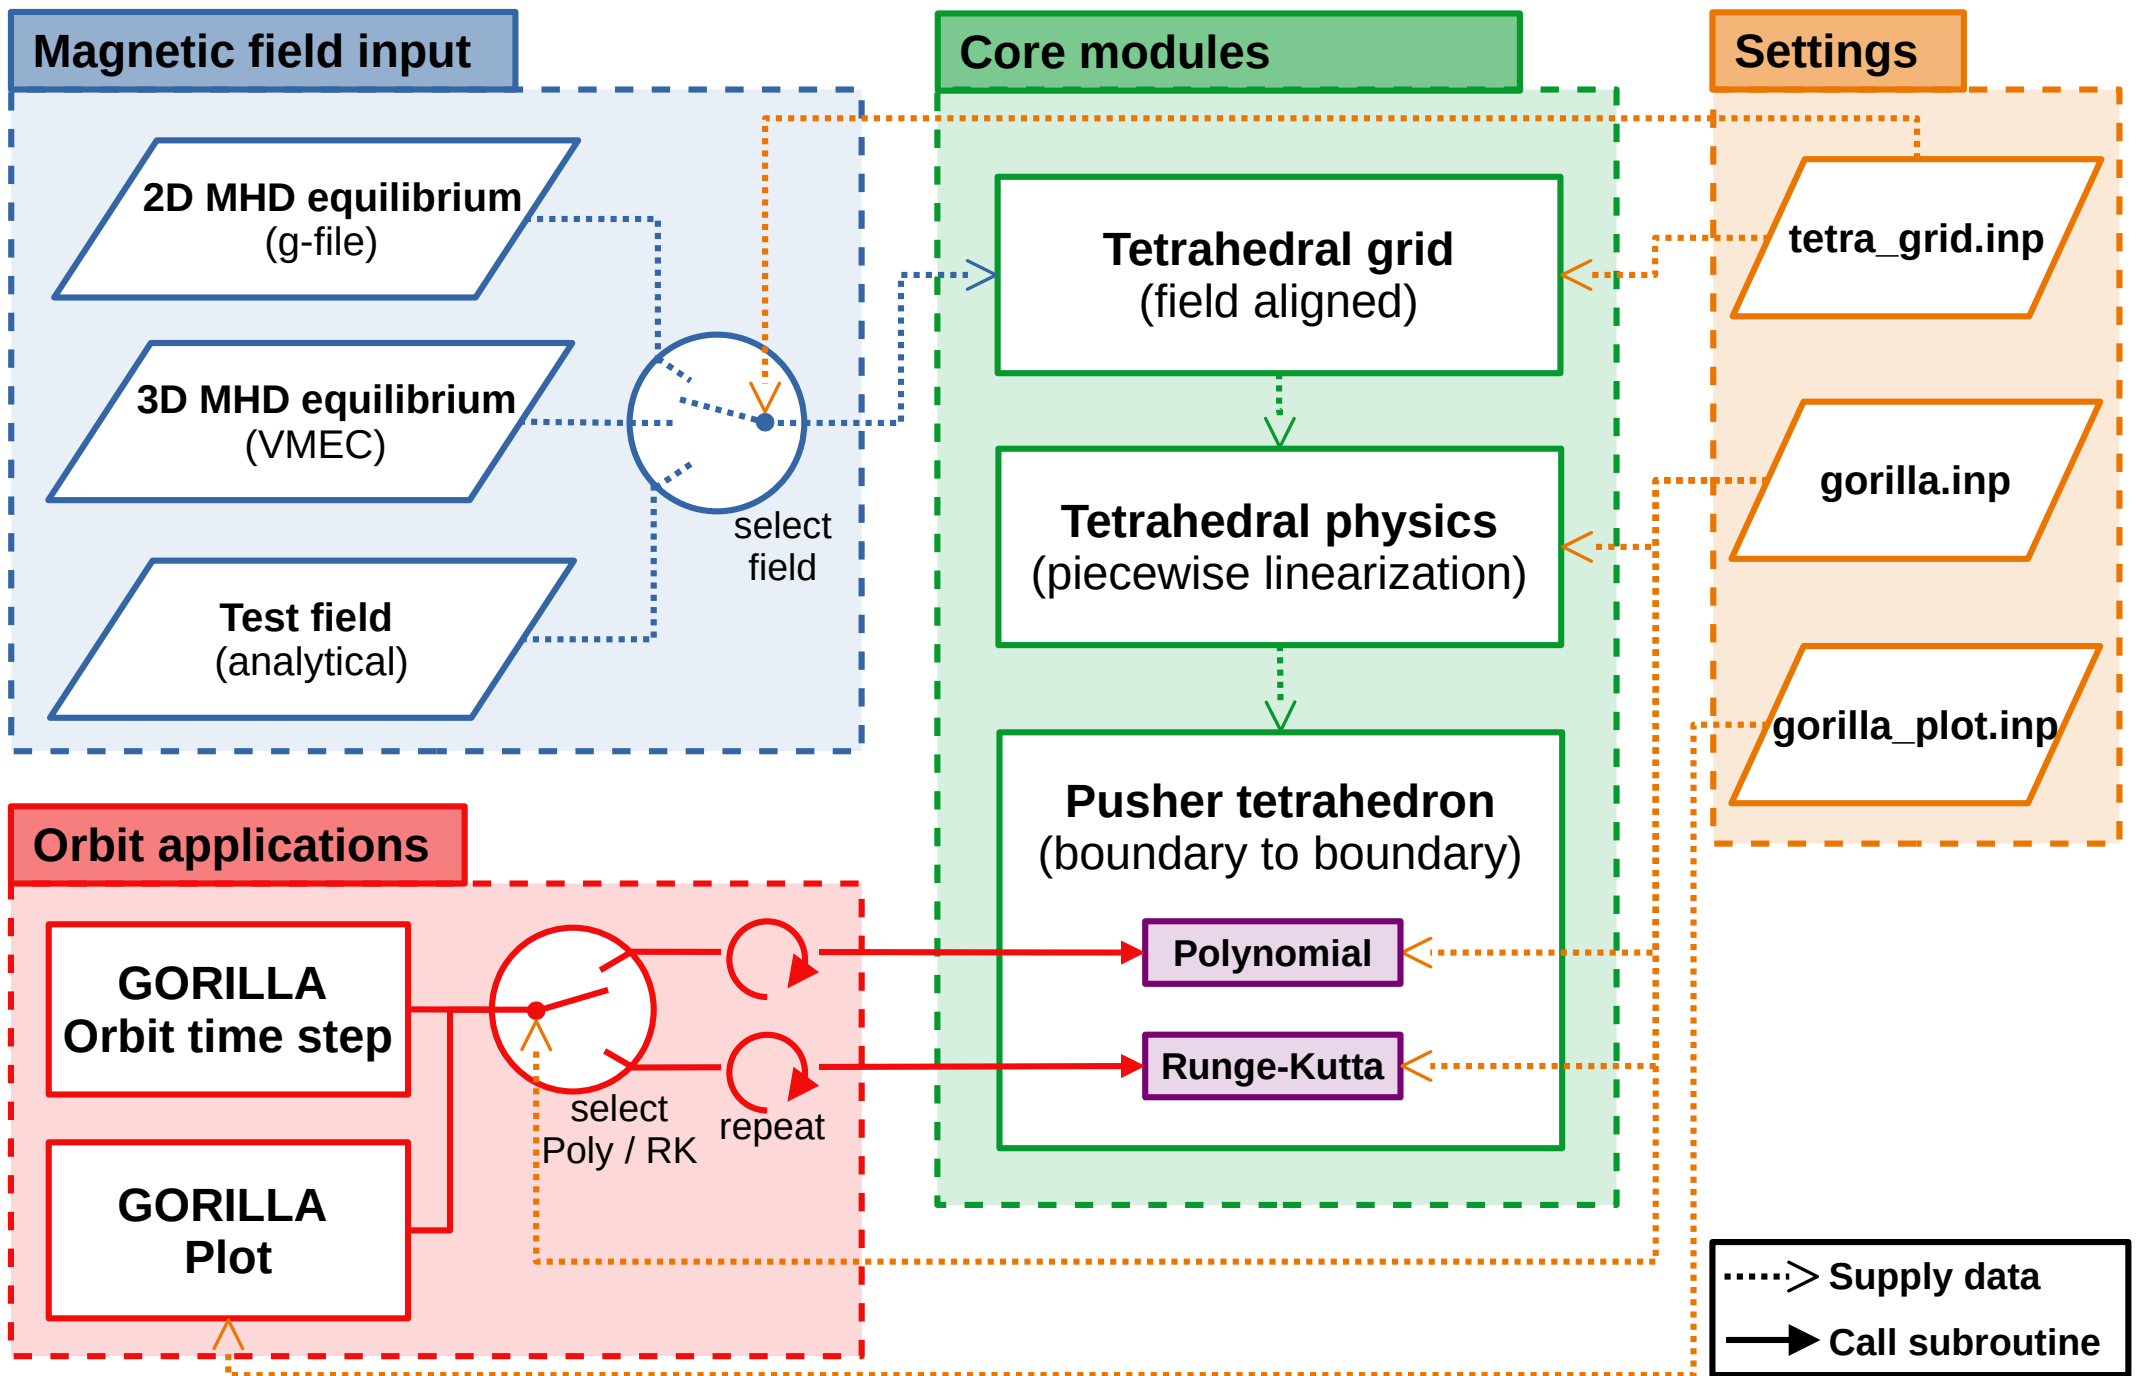 Magnetic field input
2D MHD equilibrium
(g-file)
3D MHD equilibrium
(VMEC)
Test field
(analytical)
select
field
Core modules
Tetrahedral grid
(field aligned)
Tetrahedral physics
(piecewise linearization)
Pusher tetrahedron
(boundary to boundary)
Polynomial
Runge-Kutta
Settings
tetra_grid.inp
gorilla.inp
gorilla_plot.inp
Orbit applications
GORILLA
Orbit time step
GORILLA
Plot
select
Poly / RK
repeat
Supply data
Call subroutine